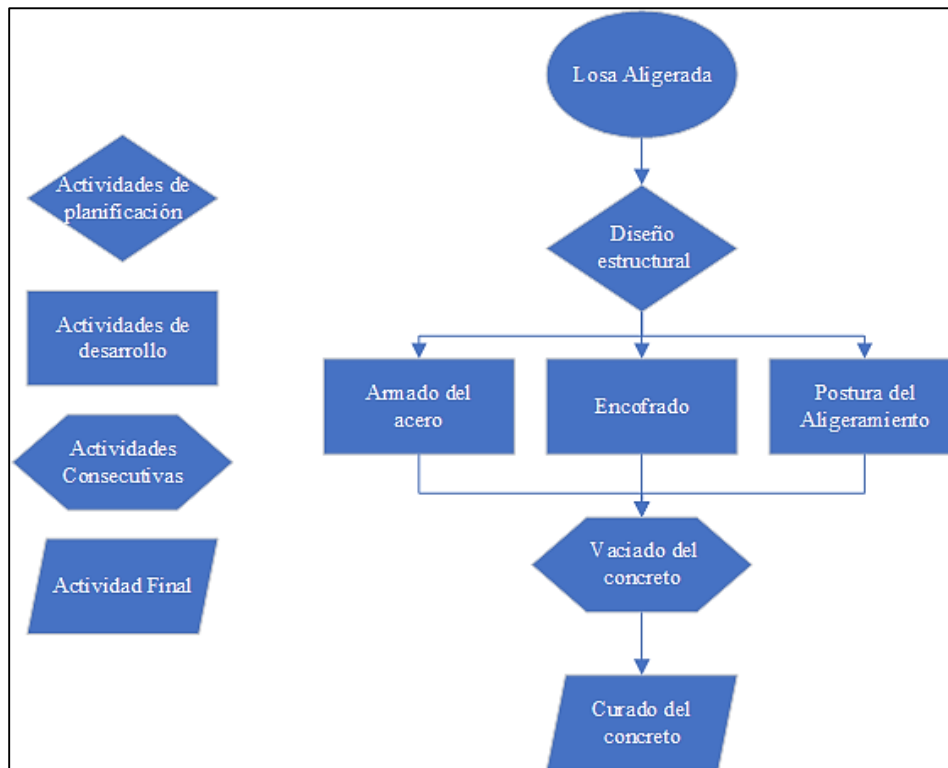 Losa Aligerada
Actividades de
planificación
Diseño
estructural
Actividades de
desarrollo
Armado del
acero
Encofrado
Postura del
Aligeramiento
Actividades
Consecutivas
Vaciado del
concreto
Actividad Final
Curado del
concreto